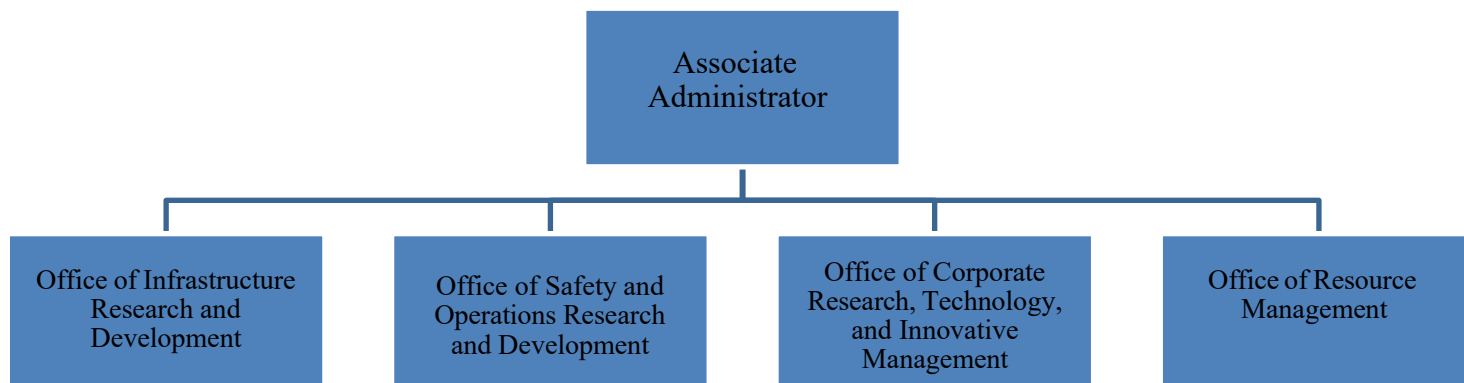 Associate
Administrator
Office of Infrastructure
Research and
Development
Office of Safety and
Operations Research
and Development
Office of Corporate
Research, Technology,
and Innovative
Management
Office of Resource
Management